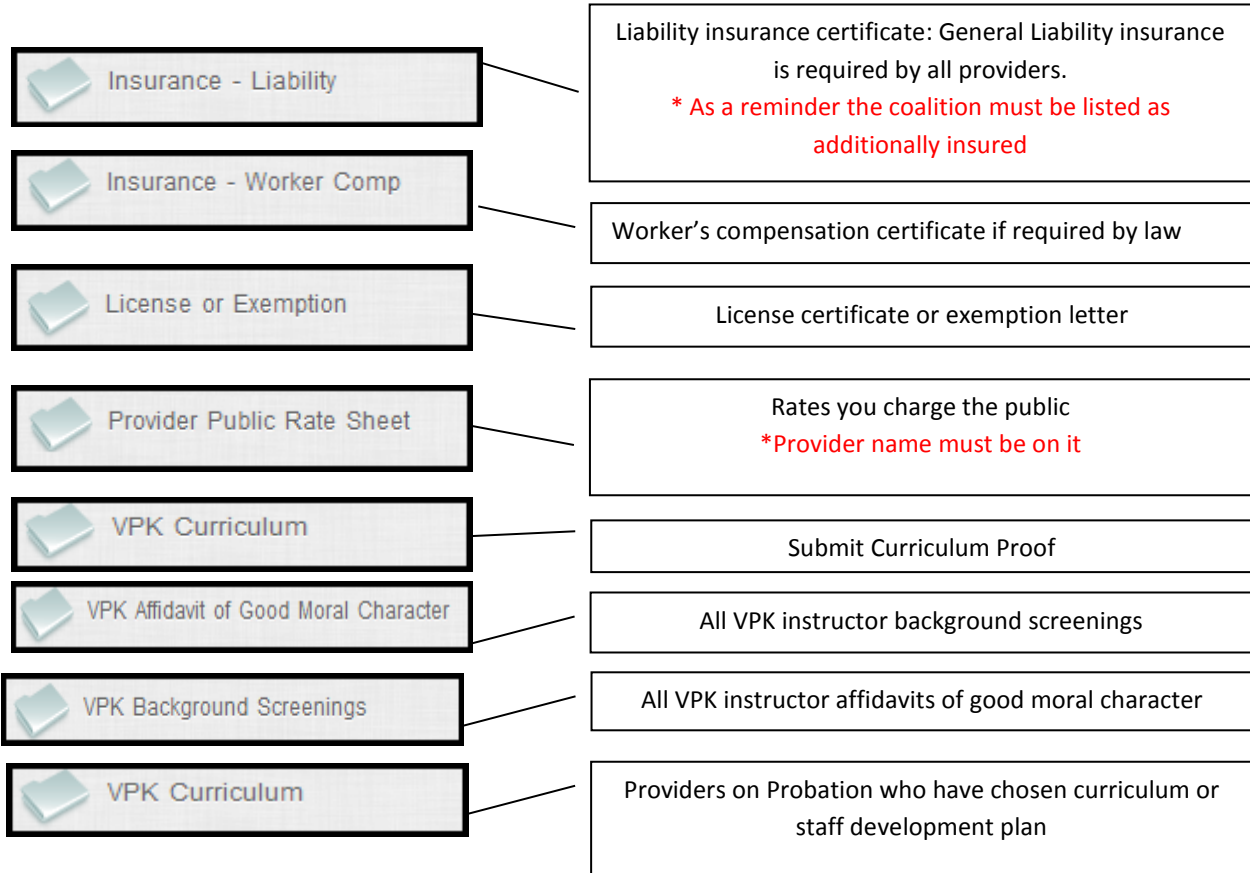 Insurance - Liability
Liability insurance certificate: General Liability insurance
is required by all providers.
* As a reminder the coalition must be listed as
additionally insured
Insurance - Worker Comp
Worker's compensation certificate if required by law
License or Exemption
License certificate or exemption letter
Provider Public Rate Sheet
Rates you charge the public
*Provider name must be on it
VPK Curriculum
Submit Curriculum Proof
VPK Affidavit of Good Moral Character
All VPK instructor background screenings
VPK Background Screenings
All VPK instructor affidavits of good moral character
VPK Curriculum
Providers on Probation who have chosen curriculum or
staff development plan